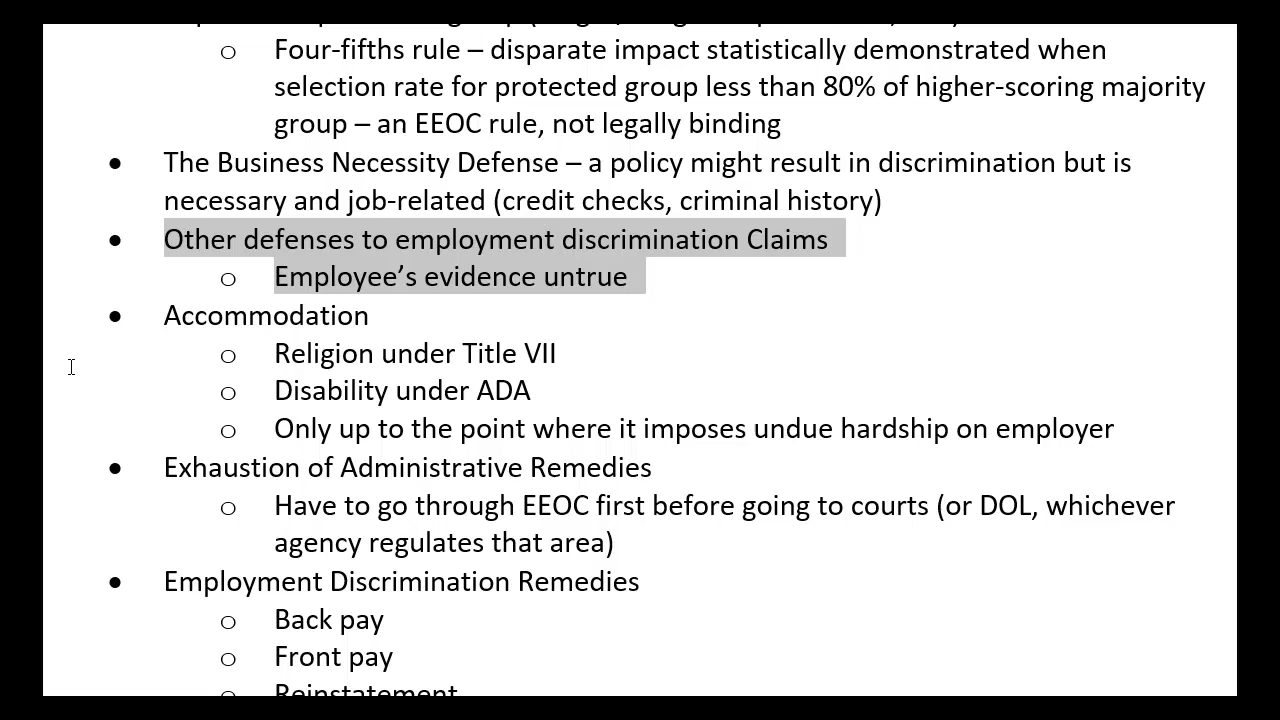 o Four-fifths rule – disparate impact statistically demonstrated when
selection rate for protected group less than 80% of higher-scoring majority
group – an EEOC rule, not legally binding
• The Business Necessity Defense – a policy might result in discrimination but is
necessary and job-related (credit checks, criminal history)
• Other defenses to employment discrimination Claims
o Employee’s evidence untrue
• Accommodation
o Religion under Title VII
o Disability under ADA
o Only up to the point where it imposes undue hardship on employer
• Exhaustion of Administrative Remedies
o Have to go through EEOC first before going to courts (or DOL, whichever
agency regulates that area)
• Employment Discrimination Remedies
o Back pay
o Front pay
o Reinstatement